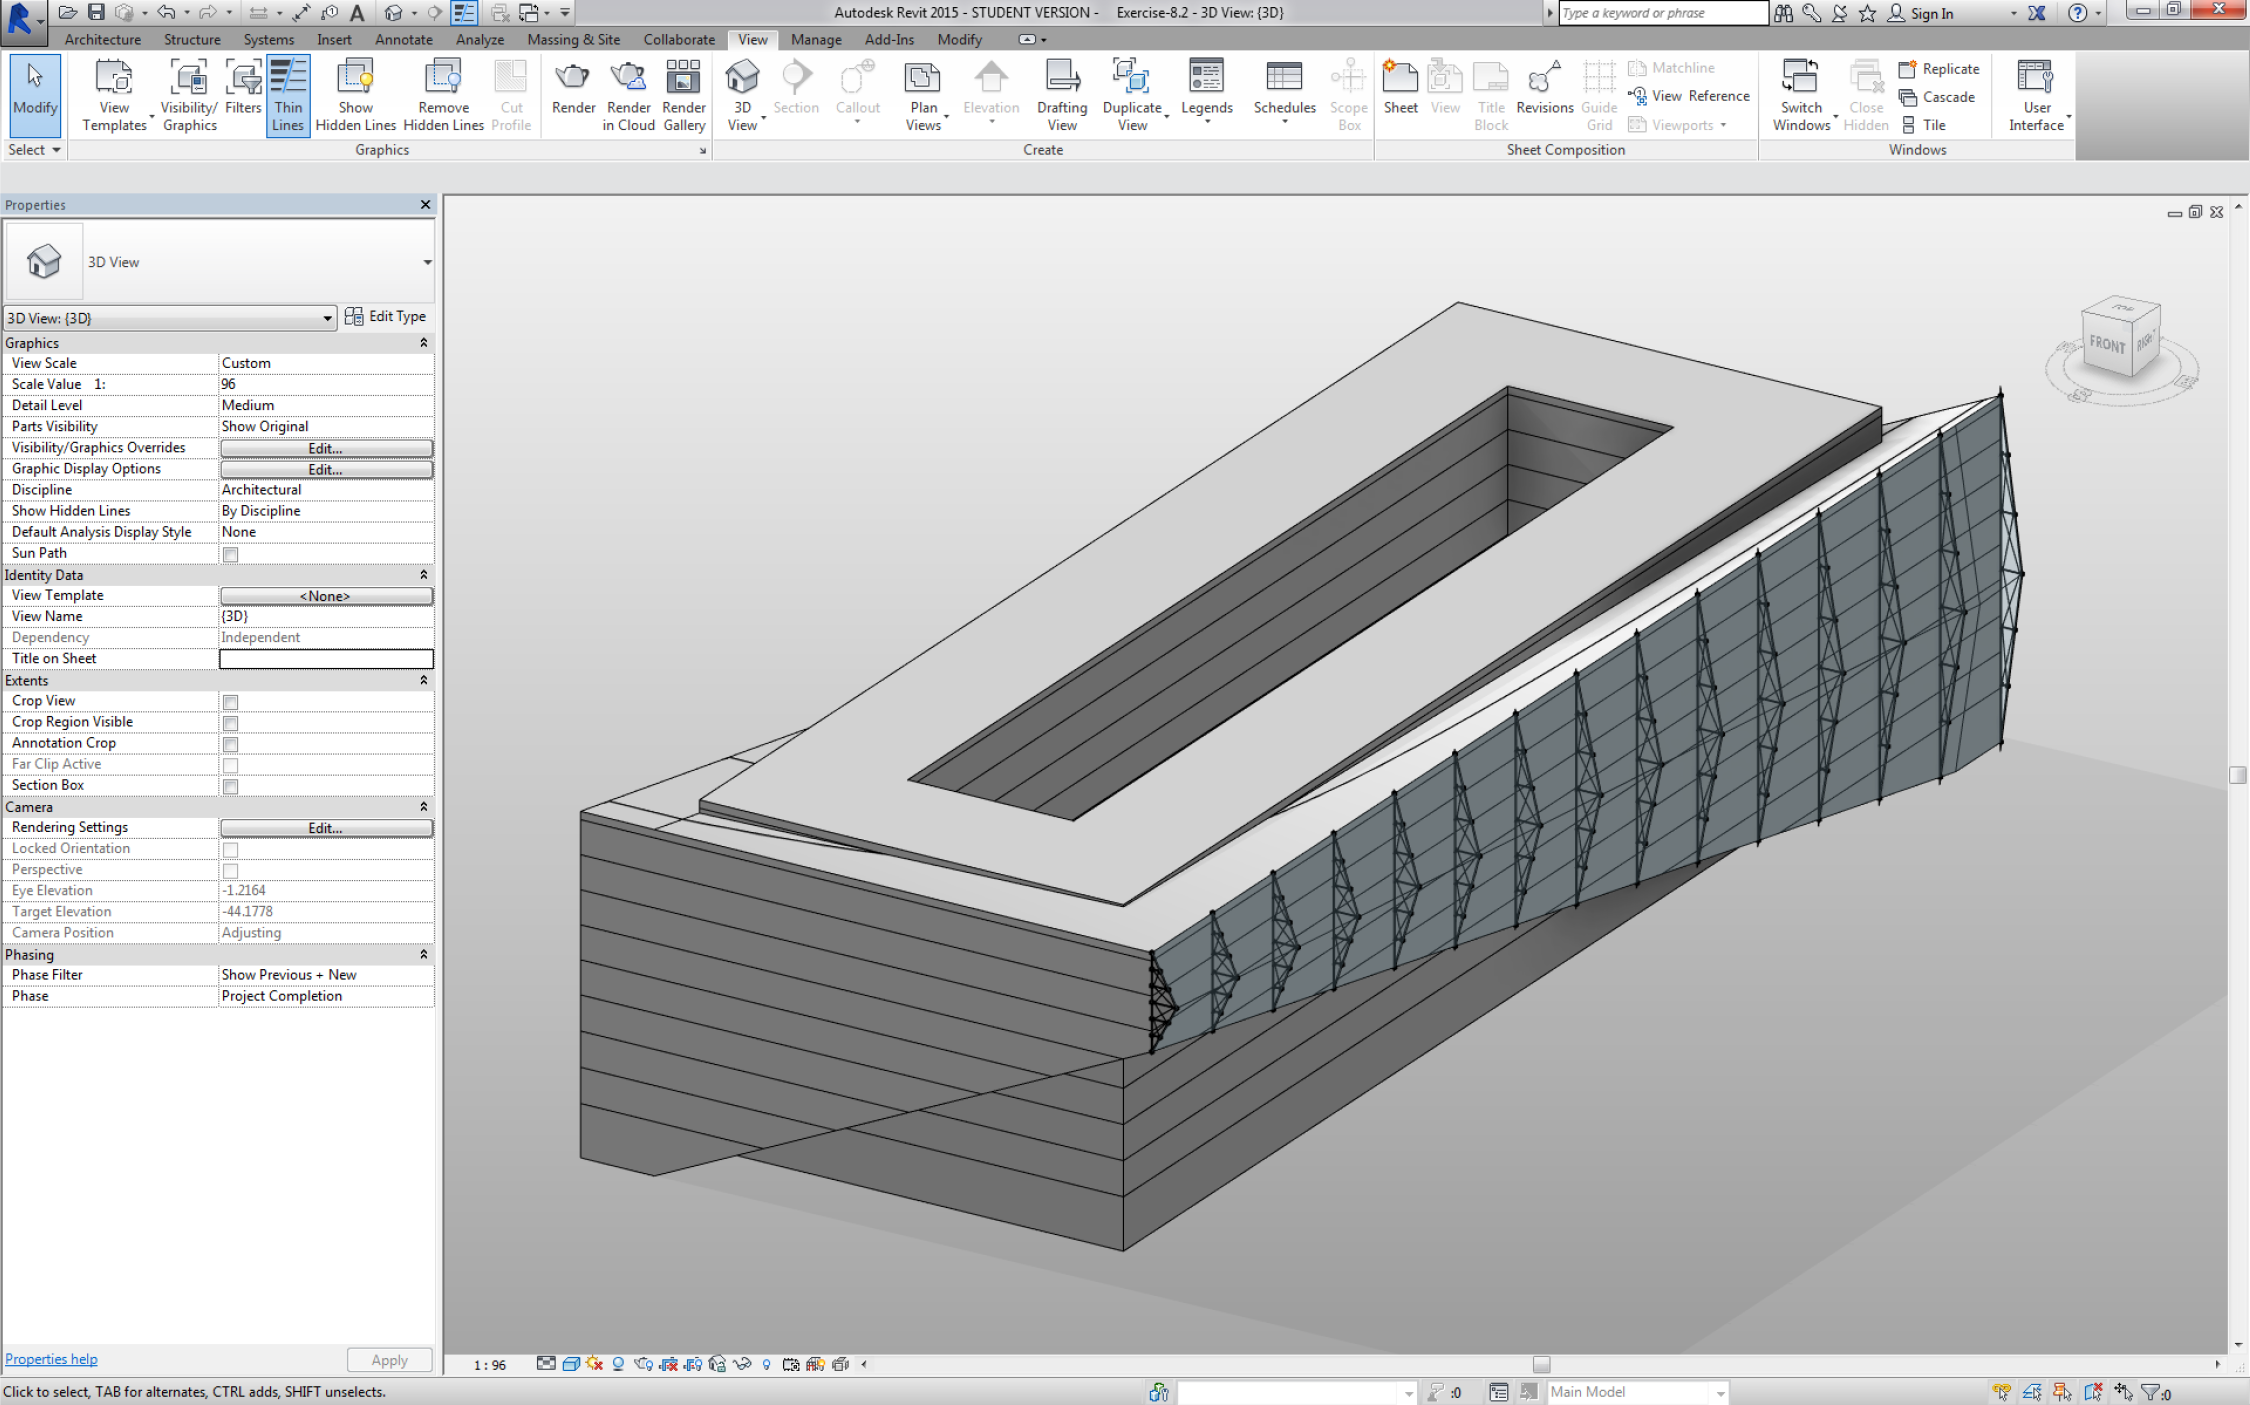 Autodesk Revit 2015 - STUDENT VERSION - Exercise-8.2 - 3D View: {3D}
Type a keyword or phrase
Sign In
Architecture Structure Systems Insert Annotate Analyze Massing & Site Collaborate View Manage Add-Ins Modify
Modify
View Templates
Visibility/ Graphics
Filters
Thin Lines
Show Hidden Lines
Remove Hidden Lines
Cut Profile
Render
Render in Cloud
Render Gallery
3D View
Section
Callout
Plan Views
Elevation
Drafting View
Duplicate View
Legends
Schedules
Scope Box
Sheet
View
Title Block
Revisions
Guide Grid
Matchline
View Reference
Viewports
Switch Windows
Close Hidden
Replicate
Cascade
Tile
User Interface
Select
Graphics
Create
Sheet Composition
Windows
Properties
3D View
3D View: {3D}
Edit Type
Graphics
View Scale Custom
Scale Value 1: 96
Detail Level Medium
Parts Visibility Show Original
Visibility/Graphics Overrides Edit...
Graphic Display Options Edit...
Discipline Architectural
Show Hidden Lines By Discipline
Default Analysis Display Style None
Sun Path
Identity Data
View Template <None>
View Name {3D}
Dependency Independent
Title on Sheet
Extents
Crop View
Crop Region Visible
Annotation Crop
Far Clip Active
Section Box
Camera
Rendering Settings Edit...
Locked Orientation
Perspective
Eye Elevation -1.2164
Target Elevation -44.1778
Camera Position Adjusting
Phasing
Phase Filter Show Previous + New
Phase Project Completion
Properties help
Apply
TOP
FRONT
RIGHT
1 : 96
Click to select, TAB for alternates, CTRL adds, SHIFT unselects.
:0
Main Model
:0